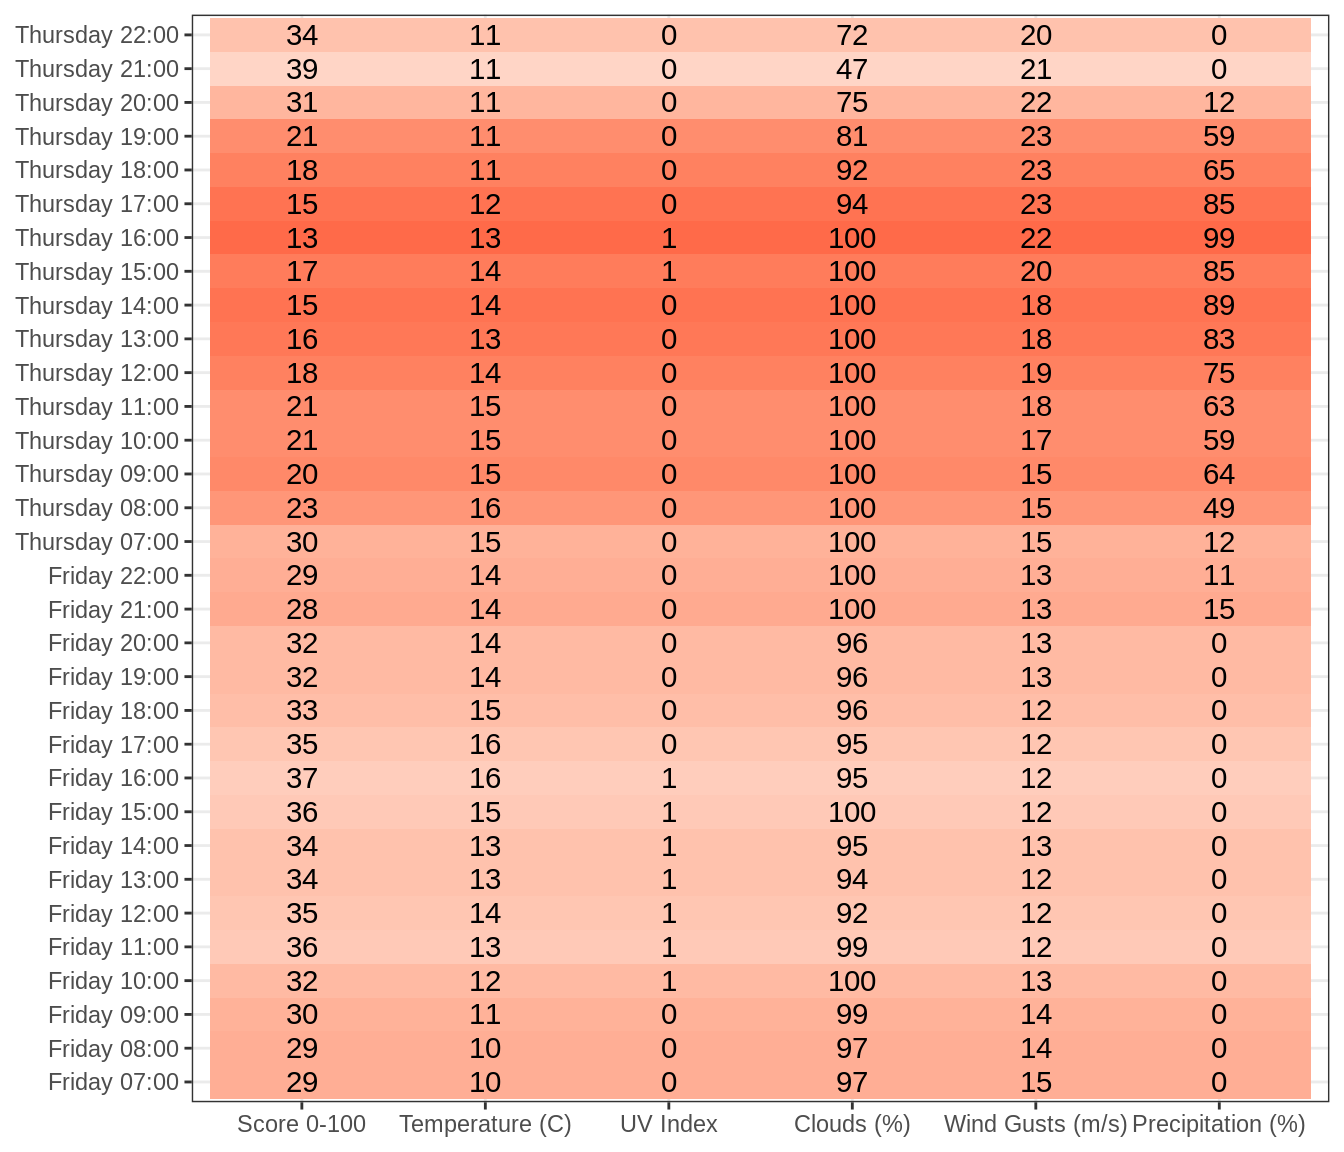 Thursday 22:00 34 11 0 72 20 0
Thursday 21:00 39 11 0 47 21 0
Thursday 20:00 31 11 0 75 22 12
Thursday 19:00 21 11 0 81 23 59
Thursday 18:00 18 11 0 92 23 65
Thursday 17:00 15 12 0 94 23 85
Thursday 16:00 13 13 1 100 22 99
Thursday 15:00 17 14 1 100 20 85
Thursday 14:00 15 14 0 100 18 89
Thursday 13:00 16 13 0 100 18 83
Thursday 12:00 18 14 0 100 19 75
Thursday 11:00 21 15 0 100 18 63
Thursday 10:00 21 15 0 100 17 59
Thursday 09:00 20 15 0 100 15 64
Thursday 08:00 23 16 0 100 15 49
Thursday 07:00 30 15 0 100 15 12
Friday 22:00 29 14 0 100 13 11
Friday 21:00 28 14 0 100 13 15
Friday 20:00 32 14 0 96 13 0
Friday 19:00 32 14 0 96 13 0
Friday 18:00 33 15 0 96 12 0
Friday 17:00 35 16 0 95 12 0
Friday 16:00 37 16 1 95 12 0
Friday 15:00 36 15 1 100 12 0
Friday 14:00 34 13 1 95 13 0
Friday 13:00 34 13 1 94 12 0
Friday 12:00 35 14 1 92 12 0
Friday 11:00 36 13 1 99 12 0
Friday 10:00 32 12 1 100 13 0
Friday 09:00 30 11 0 99 14 0
Friday 08:00 29 10 0 97 14 0
Friday 07:00 29 10 0 97 15 0
Score 0-100 Temperature (C) UV Index Clouds (%) Wind Gusts (m/s) Precipitation (%)